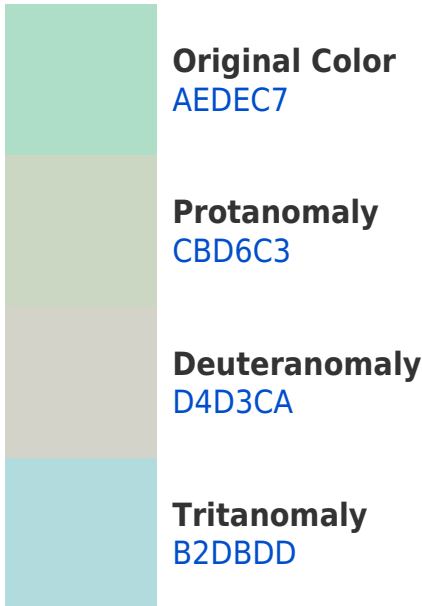 Original Color
AEDEC7
Protanomaly
CBD6C3
Deuteranomaly
D4D3CA
Tritanomaly
B2DBDD